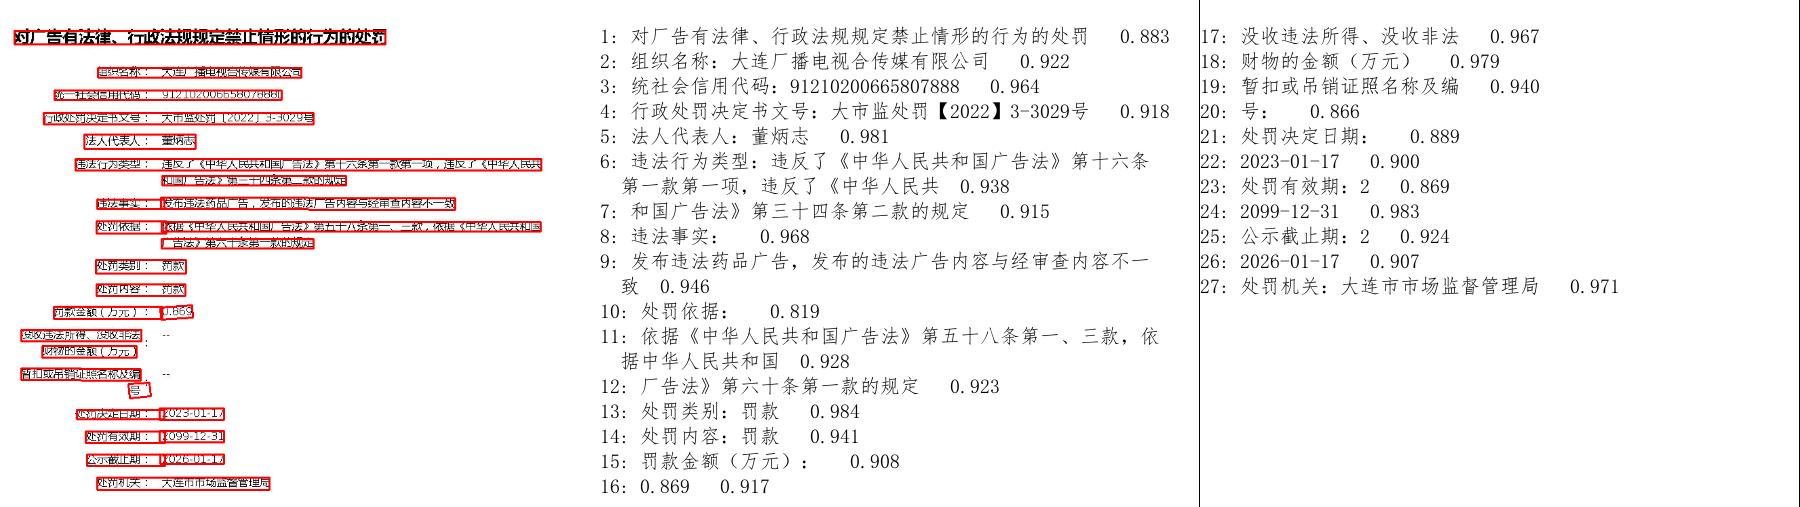 对广告有法律、行政法规规定禁止情形的行为的处罚
组织名称： 大连广播电视台传媒有限公司
统一社会信用代码： 91210200665807888
行政处罚决定书文号： 大市监处罚〔2022〕3-3029号
法人代表人： 董炳志
违法行为类型： 违反了《中华人民共和国广告法》第十六条第一款第一项，违反了《中华人民共
和国广告法》第三十四条第二款的规定
违法事实： 发布违法药品广告，发布的违法广告内容与经审查内容不一致
处罚依据： 依据《中华人民共和国广告法》第五十八条第一、三款，依据《中华人民共和国
广告法》第六十条第一款的规定
处罚类别： 罚款
处罚内容： 罚款
罚款金额（万元）： 0.869
没收违法所得、没收非法
财物的金额（万元）： --
暂扣或吊销证照名称及编
号： --
处罚决定日期： 2023-01-17
处罚有效期： 2099-12-31
公示截止期： 2026-01-17
处罚机关： 大连市市场监督管理局
1: 对广告有法律、行政法规规定禁止情形的行为的处罚 0.883
2: 组织名称：大连厂播电视合传媒有限公司 0.922
3: 统社会信用代码：91210200665807888 0.964
4: 行政处罚决定书文号：大市监处罚【2022】3-3029号 0.918
5: 法人代表人：董炳志 0.981
6: 违法行为类型：违反了《中华人民共和国广告法》第十六条
第一款第一项，违反了《中华人民共 0.938
7: 和国广告法》第三十四条第二款的规定 0.915
8: 违法事实： 0.968
9: 发布违法药品广告，发布的违法广告内容与经审查内容不一
致 0.946
10: 处罚依据： 0.819
11: 依据《中华人民共和国广告法》第五十八条第一、三款，依
据中华人民共和国 0.928
12: 厂告法》第六十条第一款的规定 0.923
13: 处罚类别：罚款 0.984
14: 处罚内容：罚款 0.941
15: 罚款金额（万元）： 0.908
16: 0.869 0.917
17: 没收违法所得、没收非法 0.967
18: 财物的金额（万元） 0.979
19: 暂扣或吊销证照名称及编 0.940
20: 号： 0.866
21: 处罚决定日期： 0.889
22: 2023-01-17 0.900
23: 处罚有效期：2 0.869
24: 2099-12-31 0.983
25: 公示截止期：2 0.924
26: 2026-01-17 0.907
27: 处罚机关：大连市市场监督管理局 0.971